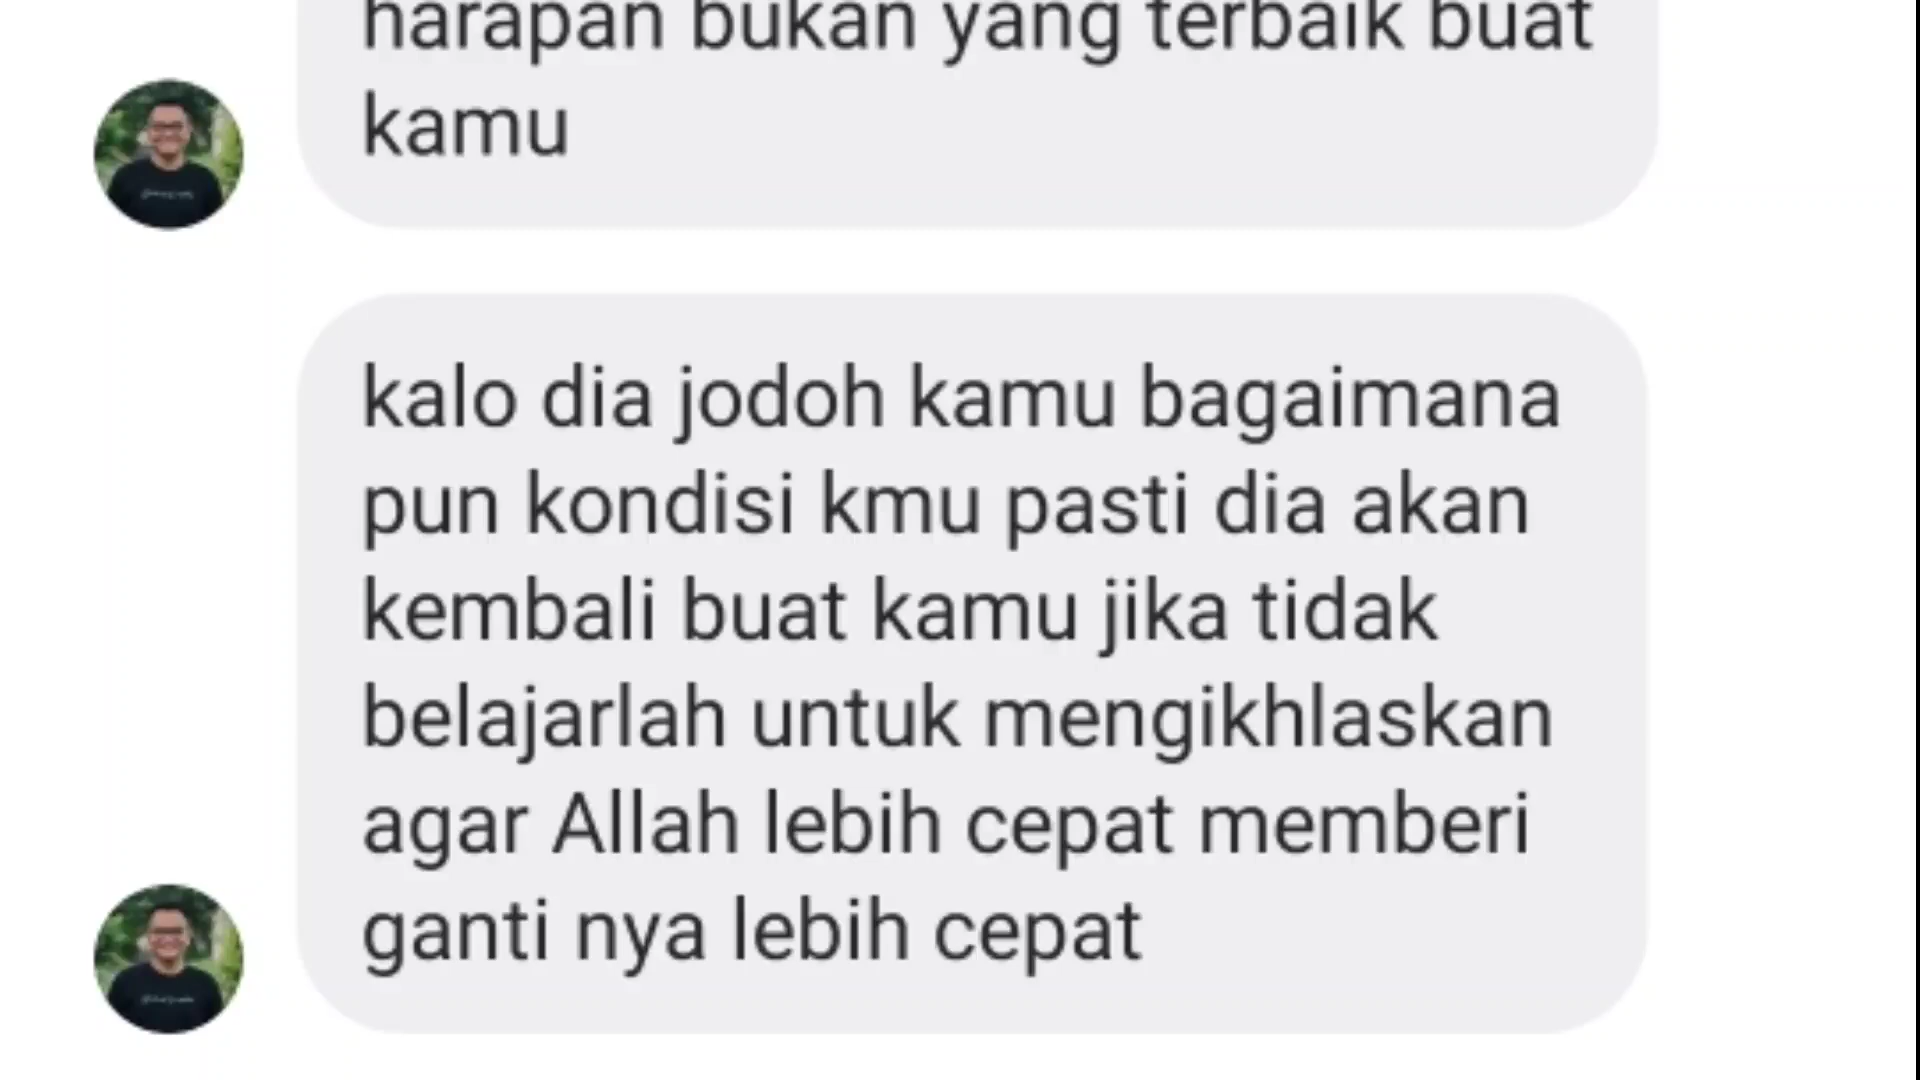 harapan bukan yang terbaik buat
kamu
kalo dia jodoh kamu bagaimana
pun kondisi kmu pasti dia akan
kembali buat kamu jika tidak
belajarlah untuk mengikhlaskan
agar Allah lebih cepat memberi
ganti nya lebih cepat